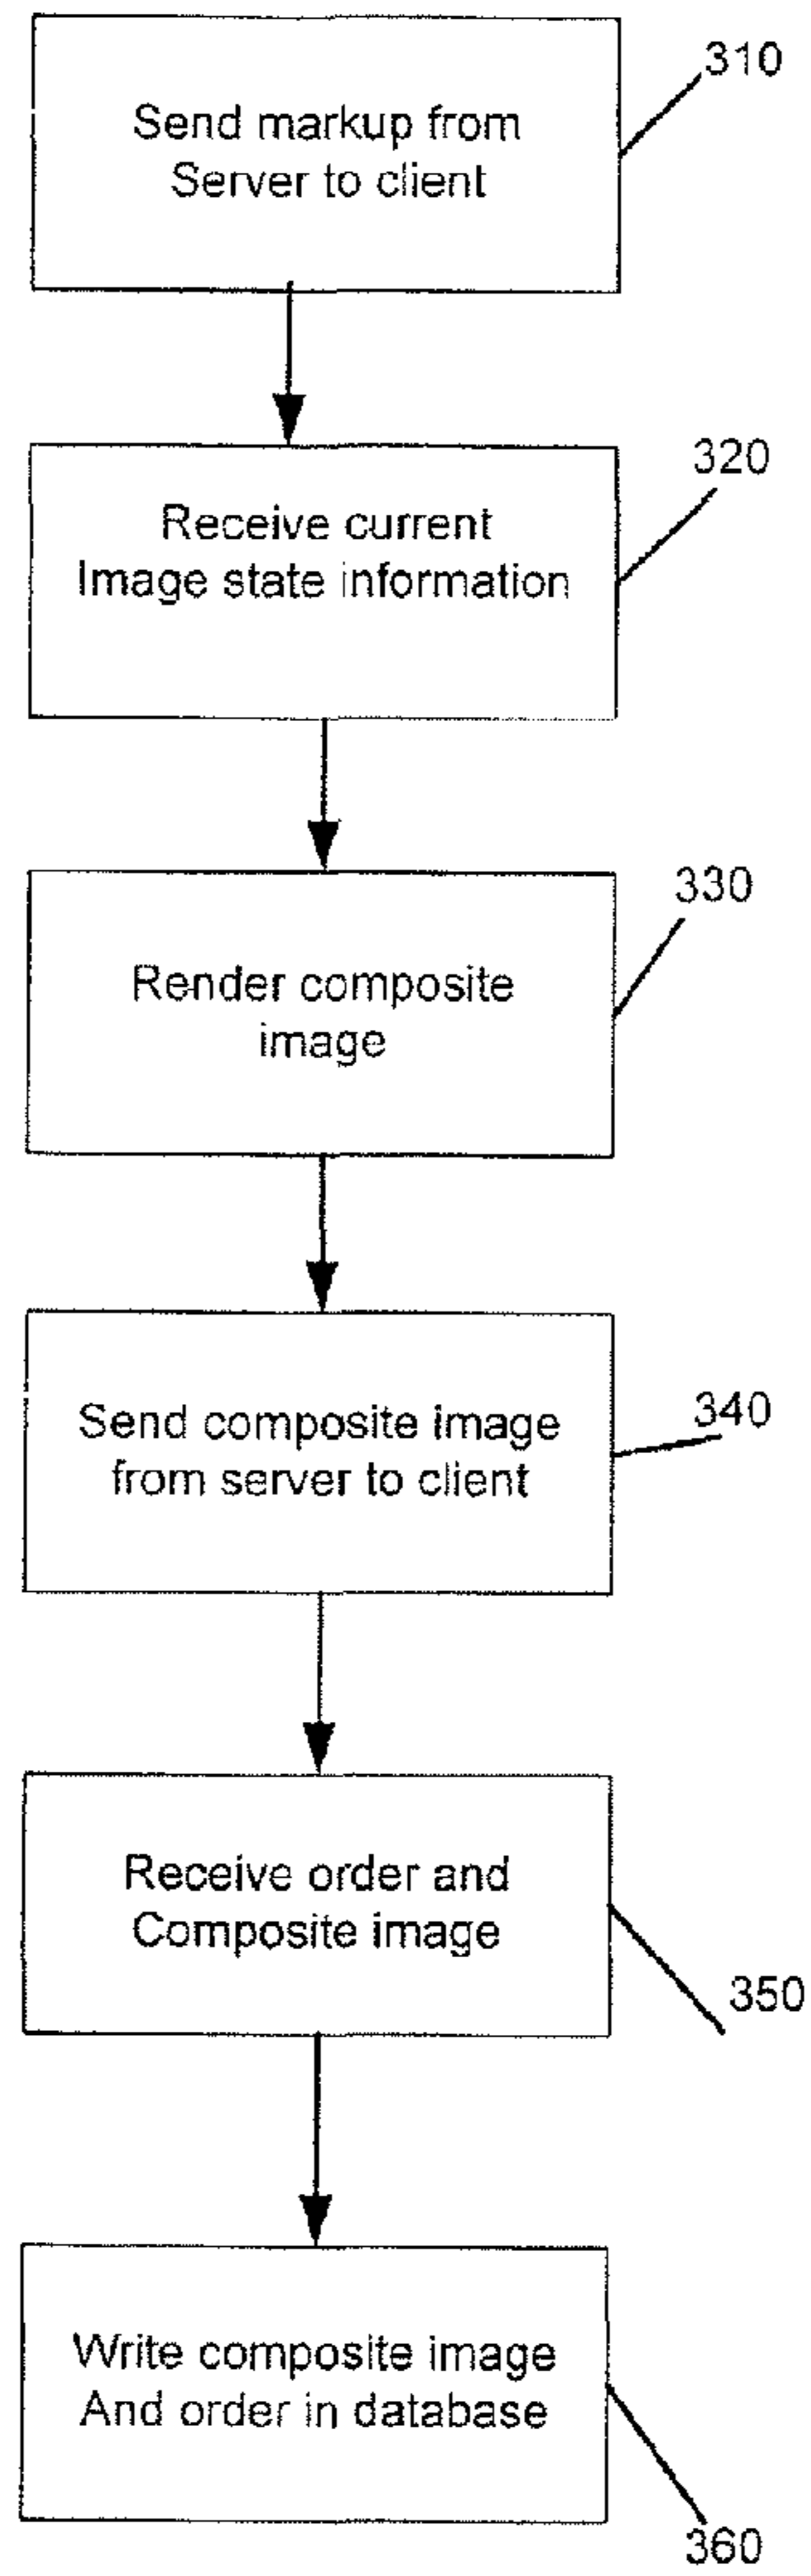 310
Send markup from
Server to client
320
Receive current
Image state information
330
Render composite
image
340
Send composite image
from server to client
Receive order and
Composite image
350
Write composite image
And order in database
360